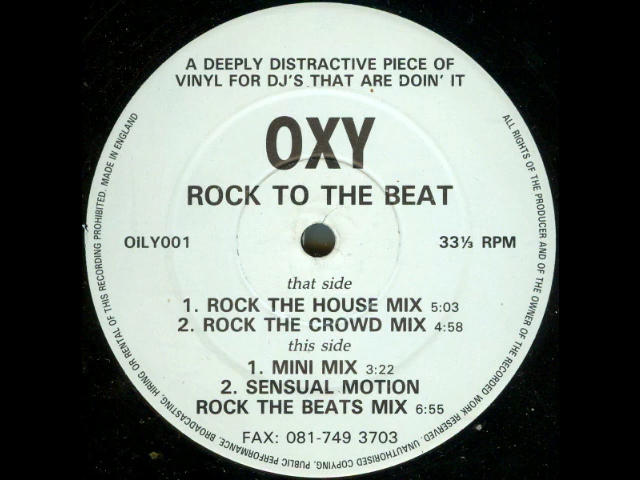 A DEEPLY DISTRACTIVE PIECE OF
VINYL FOR DJ'S THAT ARE DOIN' IT
OXY
ROCK TO THE BEAT
OILY001
33⅓ RPM
that side
1. ROCK THE HOUSE MIX 5:03
2. ROCK THE CROWD MIX 4:58
this side
1. MINI MIX 3:22
2. SENSUAL MOTION
ROCK THE BEATS MIX 6:55
FAX: 081-749 3703
ALL RIGHTS OF THE PRODUCER AND OF THE OWNER OF THE RECORDED WORK RESERVED. UNAUTHORISED COPYING, PUBLIC PERFORMANCE, BROADCASTING, HIRING OR RENTAL OF THIS RECORDING PROHIBITED. MADE IN ENGLAND